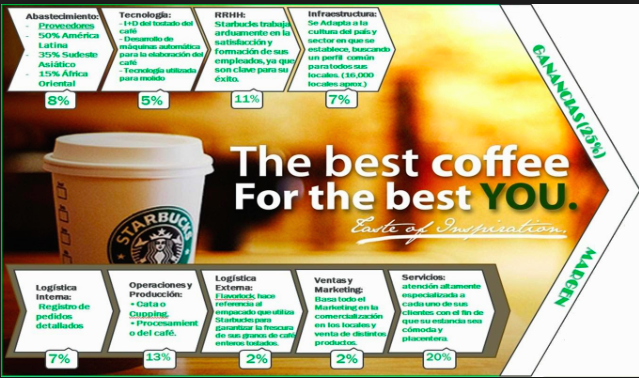 Abastecimiento:
- Proveedores
- 50% América
Latina
- 35% Sudeste
Asiático
- 15% África
Oriental
8%
Tecnología:
- I+D del tostado del
café
- Desarrollo de
máquinas automática
para la elaboración del
café
- Tecnología utilizada
para molido
5%
RRHH:
Starbucks trabaja
arduamente en la
satisfacción y
formación de sus
empleados, ya que
son clave para su
éxito.
11%
Infraestructura:
Se Adapta a la
cultura del país y
sector en que se
establece, buscando
un perfil común
para todos sus
locales. (16,000
locales aprox.)
7%
GANANCIAS(25%)
The best coffee
For the best YOU.
Taste of Inspiration.
STARBUCKS
MARGEN
Logística
Interna:
Registro de
pedidos
detallados
7%
Operaciones y
Producción:
• Cata o
Cupping.
• Procesamient
o del café.
13%
Logística
Externa:
Flavorlock, hace
referencia al
empacado que utiliza
Starbucks para
garantizar la frescura
de sus granos de café
enteros tostados.
2%
Ventas y
Marketing:
Basa todo el
Marketing en la
comercialización
en los locales y
venta de distintos
productos.
2%
Servicios:
atención altamente
especializada a
cada uno de sus
clientes con el fin de
que su estancia sea
cómoda y
placentera.
20%